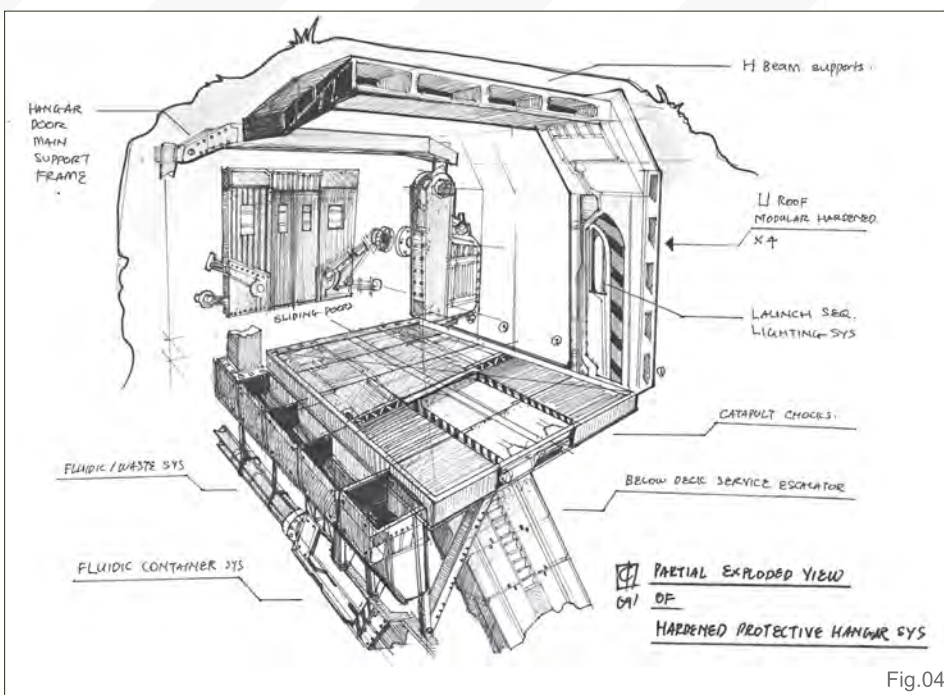 H BEAM supports.
HANGAR
DOOR
MAIN
SUPPORT
FRAME
U ROOF
MODULAR HARDENED
X 4
SLIDING DOORS
LAUNCH SEQ.
LIGHTING SYS
CATAPULT CHOCKS.
FLUIDIC / WASTE SYS
BELOW DECK SERVICE ESCALATOR
FLUIDIC CONTAINER SYS
PARTIAL EXPLODED VIEW
OF
HARDENED PROTECTIVE HANGAR SYS
Fig.04